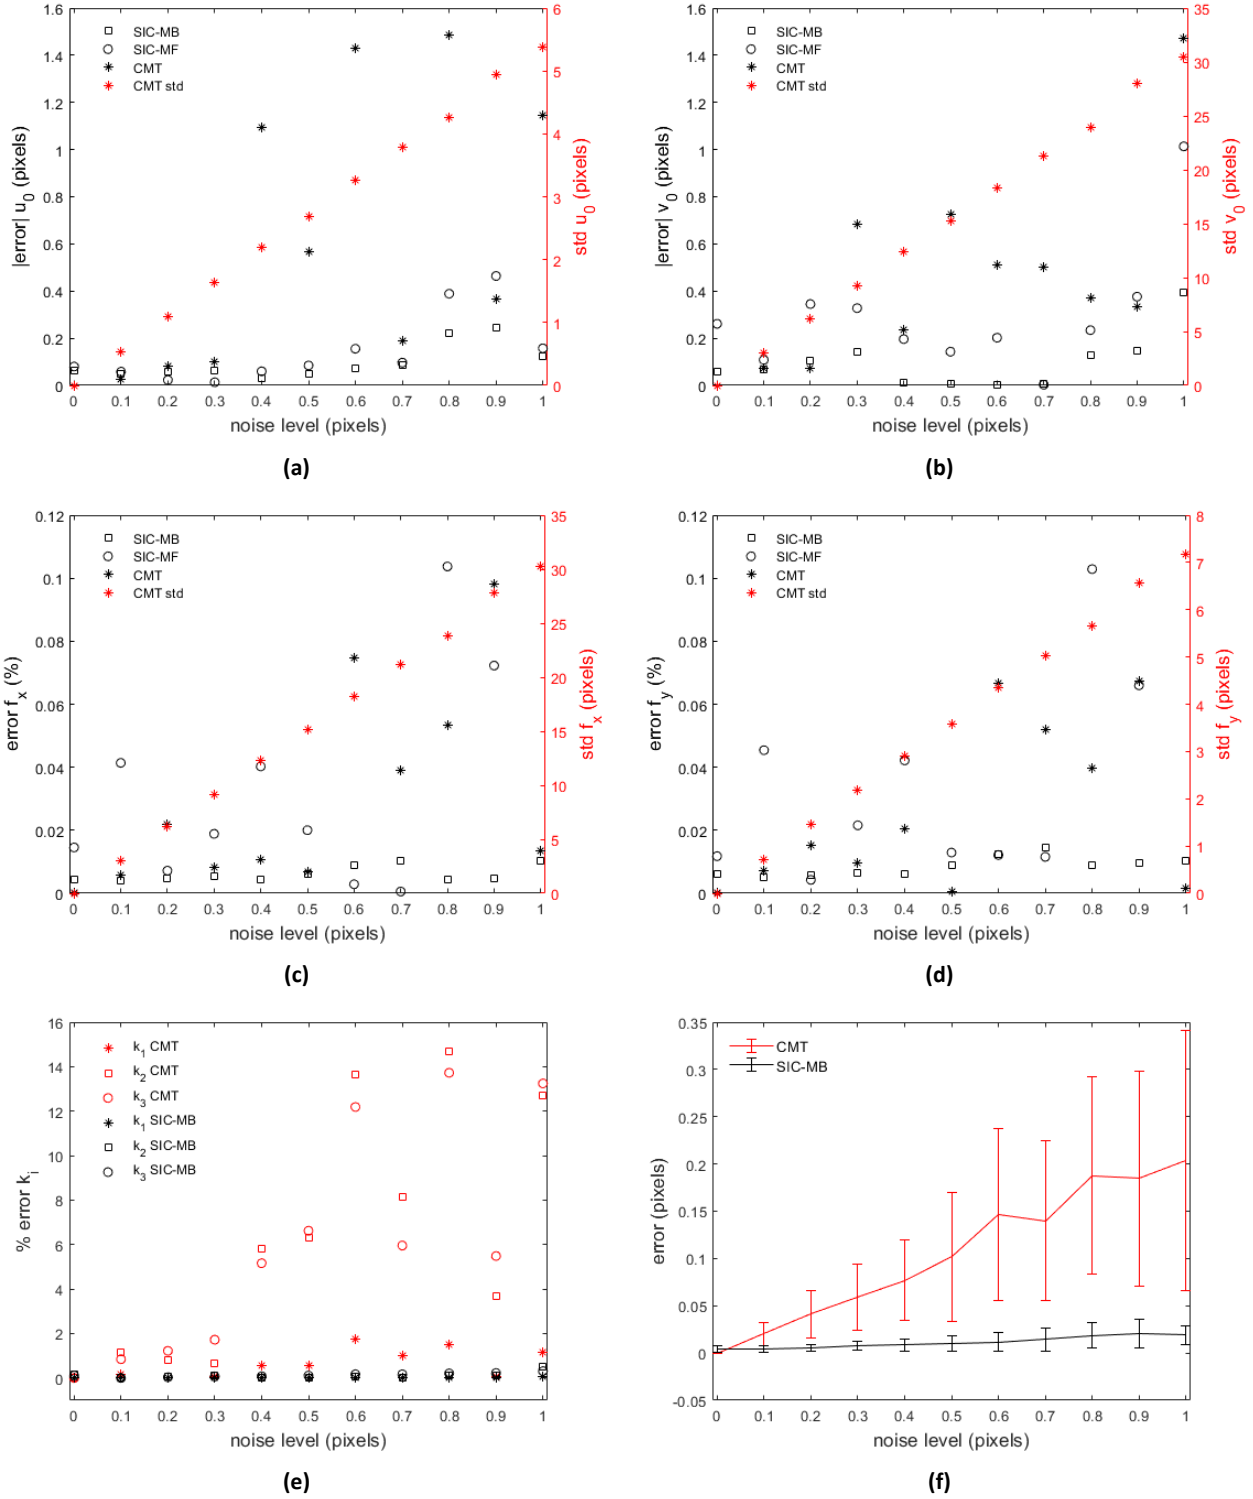 1.6
1.4
1.2
1
0.8
0.6
0.4
0.2
0
|error| u0 (pixels)
SIC-MB
SIC-MF
CMT
CMT std
6
5
4
3
2
1
0
std u0 (pixels)
0 0.1 0.2 0.3 0.4 0.5 0.6 0.7 0.8 0.9 1
noise level (pixels)
(a)
1.6
1.4
1.2
1
0.8
0.6
0.4
0.2
0
|error| v0 (pixels)
SIC-MB
SIC-MF
CMT
CMT std
35
30
25
20
15
10
5
0
std v0 (pixels)
0 0.1 0.2 0.3 0.4 0.5 0.6 0.7 0.8 0.9 1
noise level (pixels)
(b)
0.12
0.1
0.08
0.06
0.04
0.02
0
error fx (%)
SIC-MB
SIC-MF
CMT
CMT std
35
30
25
20
15
10
5
0
std fx (pixels)
0 0.1 0.2 0.3 0.4 0.5 0.6 0.7 0.8 0.9 1
noise level (pixels)
(c)
0.12
0.1
0.08
0.06
0.04
0.02
0
error fy (%)
SIC-MB
SIC-MF
CMT
CMT std
8
7
6
5
4
3
2
1
0
std fy (pixels)
0 0.1 0.2 0.3 0.4 0.5 0.6 0.7 0.8 0.9 1
noise level (pixels)
(d)
16
14
12
10
8
6
4
2
0
% error ki
k1 CMT
k2 CMT
k3 CMT
k1 SIC-MB
k2 SIC-MB
k3 SIC-MB
0 0.1 0.2 0.3 0.4 0.5 0.6 0.7 0.8 0.9 1
noise level (pixels)
(e)
0.35
0.3
0.25
0.2
0.15
0.1
0.05
0
-0.05
error (pixels)
CMT
SIC-MB
0 0.1 0.2 0.3 0.4 0.5 0.6 0.7 0.8 0.9 1
noise level (pixels)
(f)